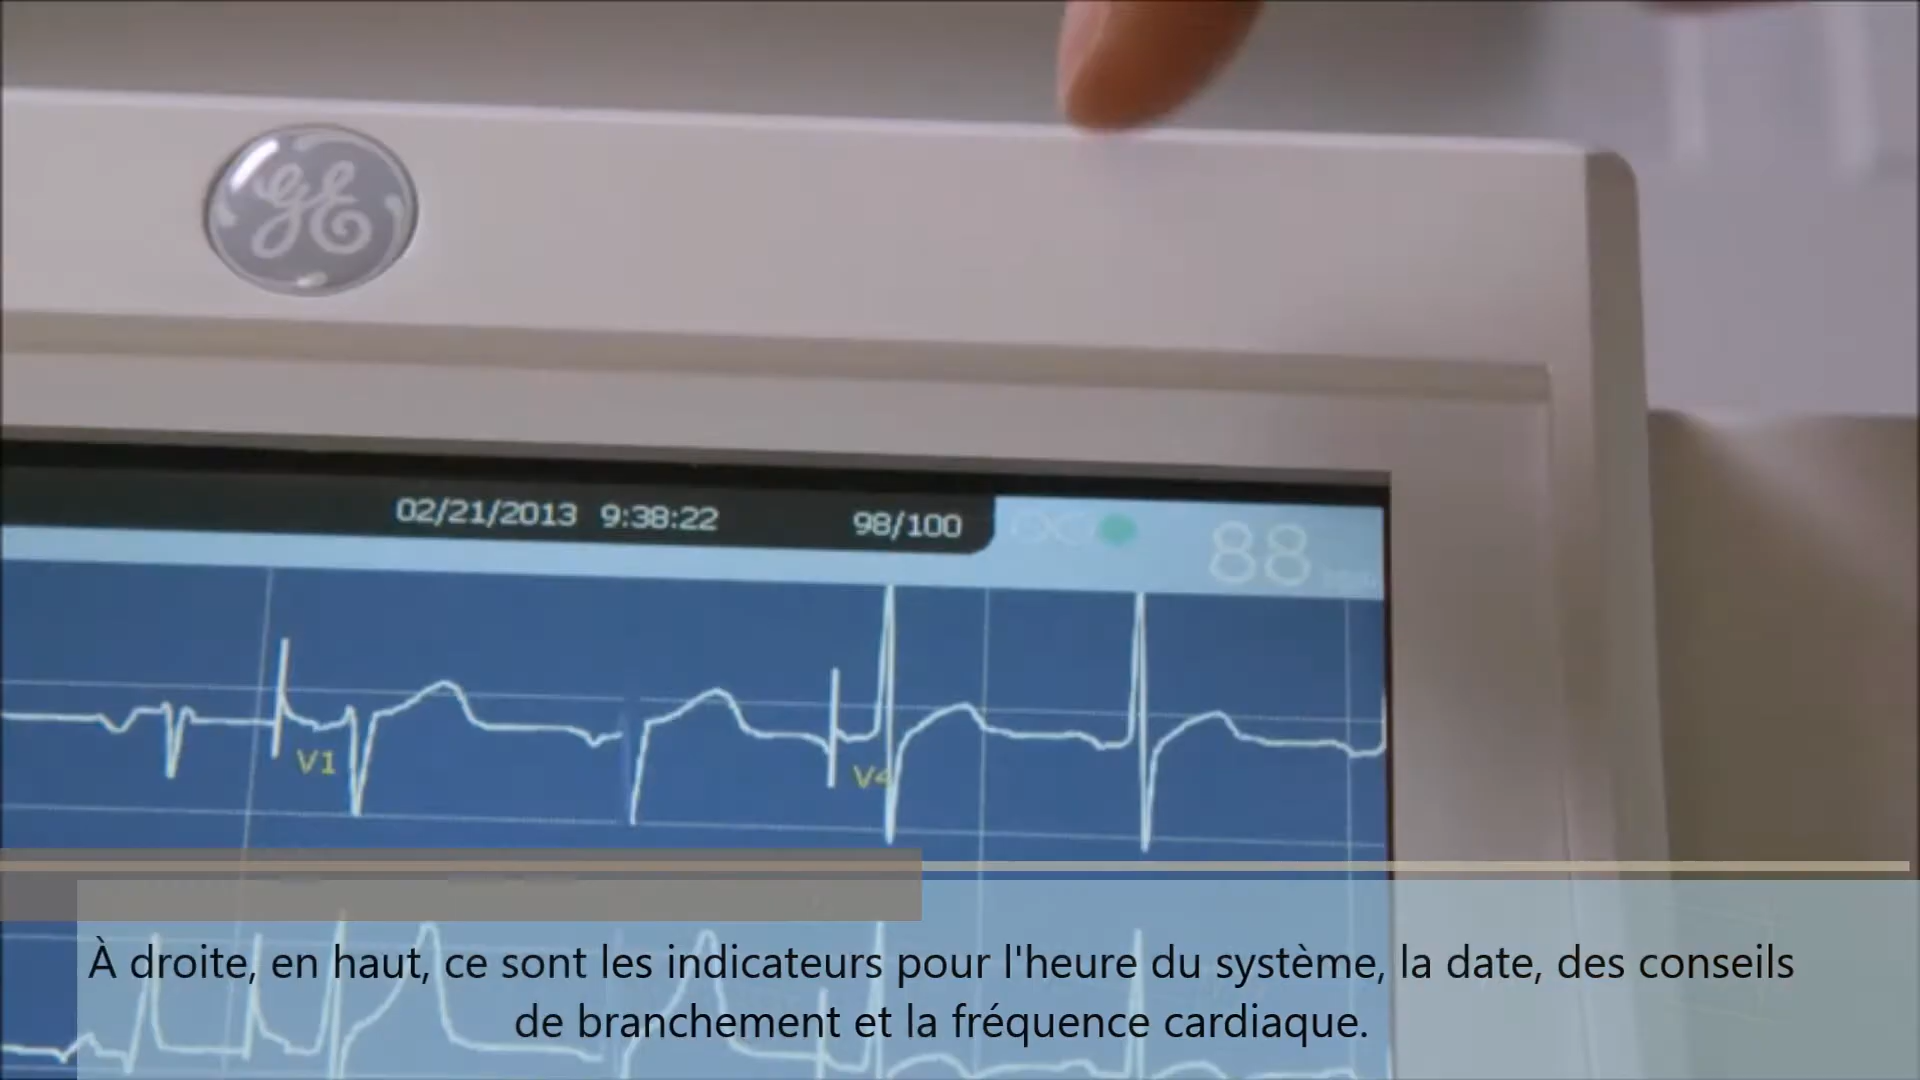 GE
02/21/2013 9:38:22 98/100
88
V1
V4
À droite, en haut, ce sont les indicateurs pour l'heure du système, la date, des conseils
de branchement et la fréquence cardiaque.